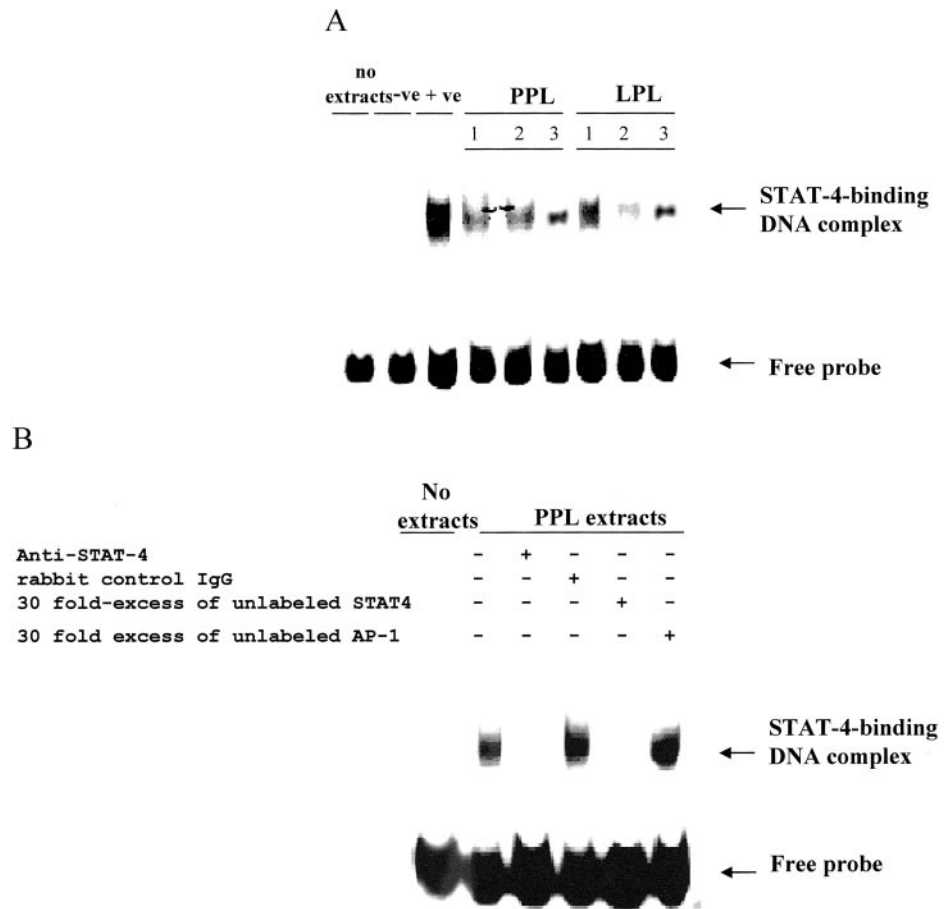 A
no
extracts -ve + ve PPL LPL
1 2 3 1 2 3
STAT-4-binding
DNA complex
Free probe
B
No
extracts PPL extracts
Anti-STAT-4 - + - - -
rabbit control IgG - - + - -
30 fold-excess of unlabeled STAT4 - - - + -
30 fold excess of unlabeled AP-1 - - - - +
STAT-4-binding
DNA complex
Free probe